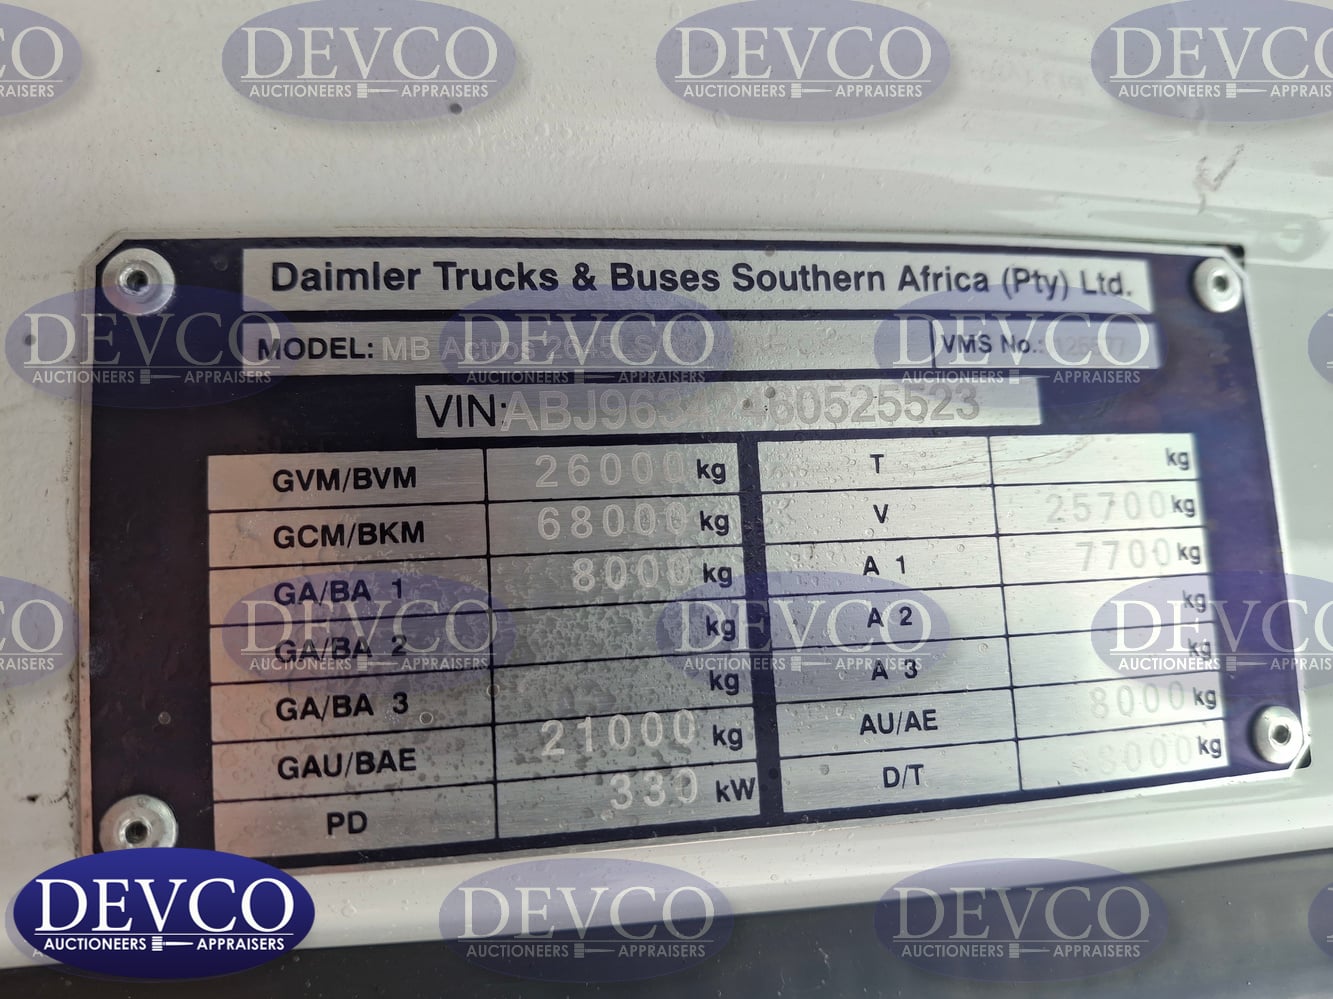 Daimler Trucks & Buses Southern Africa (Pty) Ltd.
MODEL: MB Actros 2645LS VMS No.:
VIN:
GVM/BVM 26000 kg T kg
GCM/BKM 68000 kg V 25700 kg
GA/BA 1 8000 kg A 1 7700 kg
GA/BA 2 kg A 2 kg
GA/BA 3 kg A 3 kg
GAU/BAE 21000 kg AU/AE 8000 kg
PD 330 kW D/T kg
DEVCO
AUCTIONEERS APPRAISERS